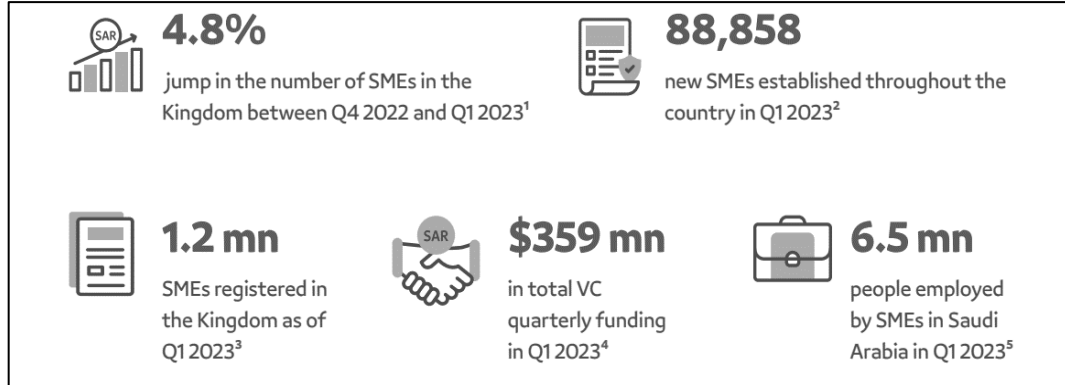 SAR
4.8%
jump in the number of SMEs in the
Kingdom between Q4 2022 and Q1 2023¹
88,858
new SMEs established throughout the
country in Q1 2023²
1.2 mn
SMEs registered in
the Kingdom as of
Q1 2023³
SAR
$359 mn
in total VC
quarterly funding
in Q1 2023⁴
6.5 mn
people employed
by SMEs in Saudi
Arabia in Q1 2023⁵